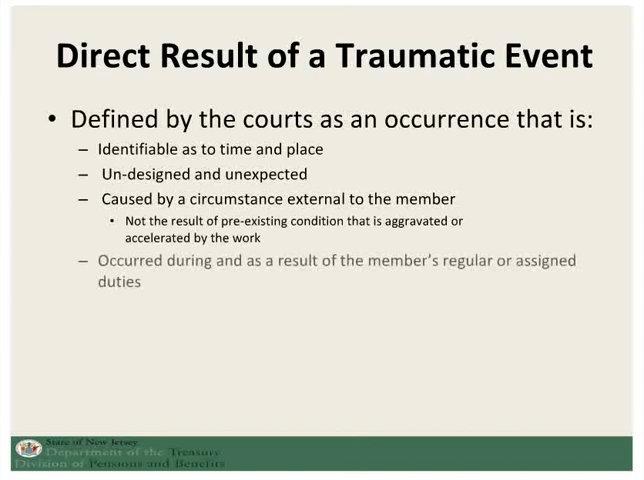 Direct Result of a Traumatic Event
• Defined by the courts as an occurrence that is:
– Identifiable as to time and place
– Un-designed and unexpected
– Caused by a circumstance external to the member
• Not the result of pre-existing condition that is aggravated or
accelerated by the work
– Occurred during and as a result of the member's regular or assigned
duties
State of New Jersey
Department of the Treasury
Division of Pensions and Benefits